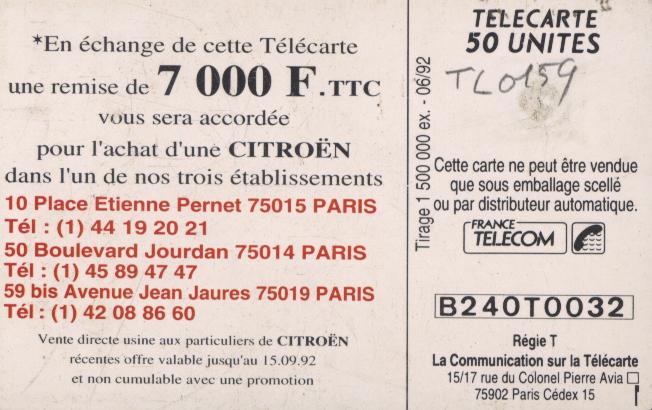 *En échange de cette Télécarte
une remise de 7 000 F.TTC
vous sera accordée
pour l'achat d'une CITROËN
dans l'un de nos trois établissements
10 Place Etienne Pernet 75015 PARIS
Tél : (1) 44 19 20 21
50 Boulevard Jourdan 75014 PARIS
Tél : (1) 45 89 47 47
59 bis Avenue Jean Jaures 75019 PARIS
Tél : (1) 42 08 86 60
Vente directe usine aux particuliers de CITROËN
récentes offre valable jusqu'au 15.09.92
et non cumulable avec une promotion
Tirage 1 500 000 ex. - 06/92
TELECARTE
50 UNITES
TL0159
Cette carte ne peut être vendue
que sous emballage scellé
ou par distributeur automatique.
FRANCE
TELECOM
B240T0032
Régie T
La Communication sur la Télécarte
15/17 rue du Colonel Pierre Avia
75902 Paris Cédex 15